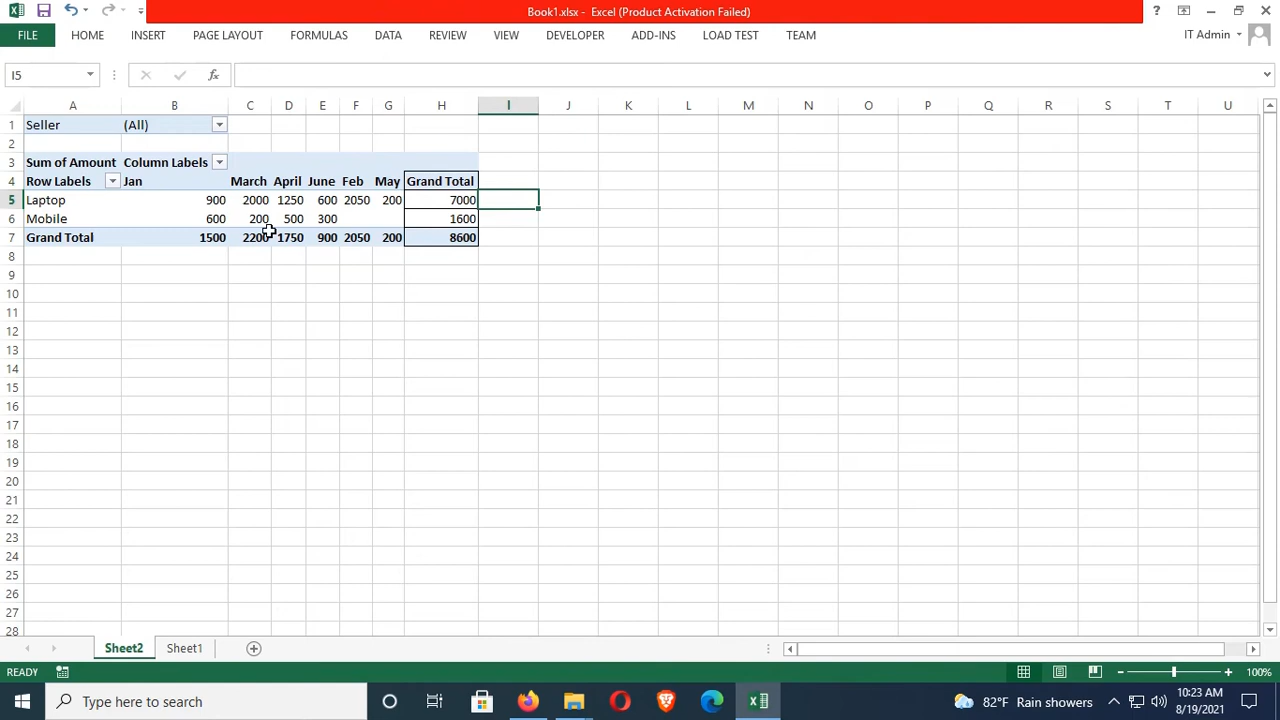 Book1.xlsx - Excel (Product Activation Failed)
?
FILE HOME INSERT PAGE LAYOUT FORMULAS DATA REVIEW VIEW DEVELOPER ADD-INS LOAD TEST TEAM IT Admin
I5 fx
A B C D E F G H I J K L M N O P Q R S T U
1 Seller (All)
2
3 Sum of Amount Column Labels
4 Row Labels Jan March April June Feb May Grand Total
5 Laptop 900 2000 1250 600 2050 200 7000
6 Mobile 600 200 500 300 1600
7 Grand Total 1500 2200 1750 900 2050 200 8600
8
9
10
11
12
13
14
15
16
17
18
19
20
21
22
23
24
25
26
27
28
Sheet2 Sheet1
READY 100%
Type here to search 82°F Rain showers 10:23 AM
8/19/2021